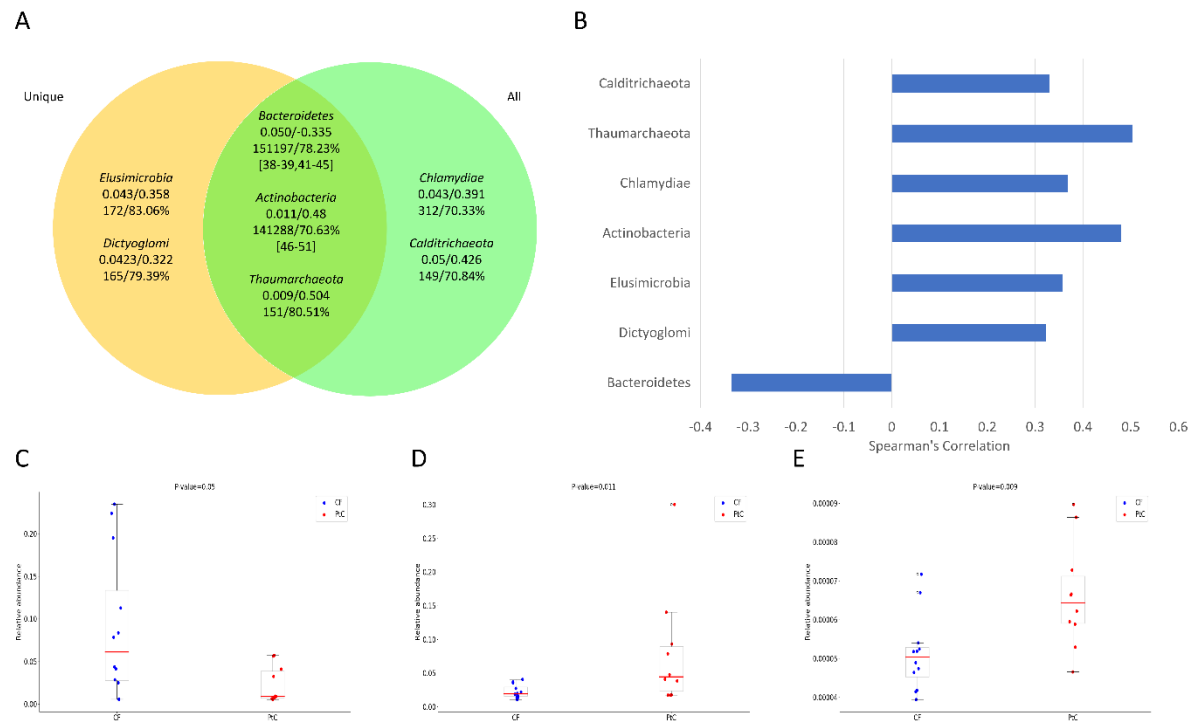 A
Unique
All
Bacteroidetes
0.050/-0.335
151197/78.23%
[38-39,41-45]
Elusimicrobia
0.043/0.358
172/83.06%
Actinobacteria
0.011/0.48
141288/70.63%
[46-51]
Chlamydiae
0.043/0.391
312/70.33%
Dictyoglomi
0.0423/0.322
165/79.39%
Thaumarchaeota
0.009/0.504
151/80.51%
Calditrichaeota
0.05/0.426
149/70.84%
B
Calditrichaeota
Thaumarchaeota
Chlamydiae
Actinobacteria
Elusimicrobia
Dictyoglomi
Bacteroidetes
-0.4 -0.3 -0.2 -0.1 0 0.1 0.2 0.3 0.4 0.5 0.6
Spearman's Correlation
C
P value=0.05
CF
PtC
Relative abundance
0.20
0.15
0.10
0.05
0.00
CF PtC
D
P-value=0.011
CF
PtC
Relative abundance
0.30
0.25
0.20
0.15
0.10
0.05
0.00
CF PtC
E
P-value=0.009
CF
PtC
Relative abundance
0.00009
0.00008
0.00007
0.00006
0.00005
0.00004
CF PtC